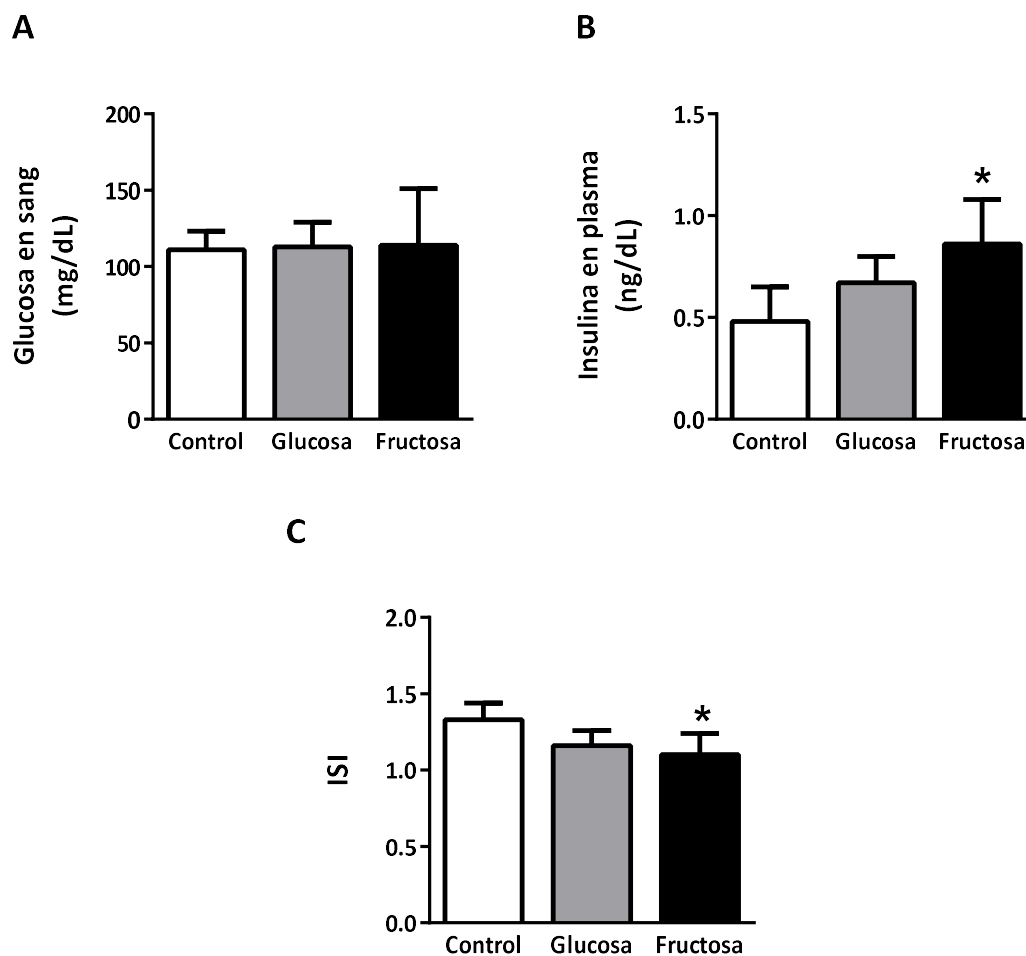 A
Glucosa en sang
(mg/dL)
200
150
100
50
0
Control Glucosa Fructosa
B
Insulina en plasma
(ng/dL)
1.5
1.0
0.5
0.0
*
Control Glucosa Fructosa
C
ISI
2.0
1.5
1.0
0.5
0.0
*
Control Glucosa Fructosa